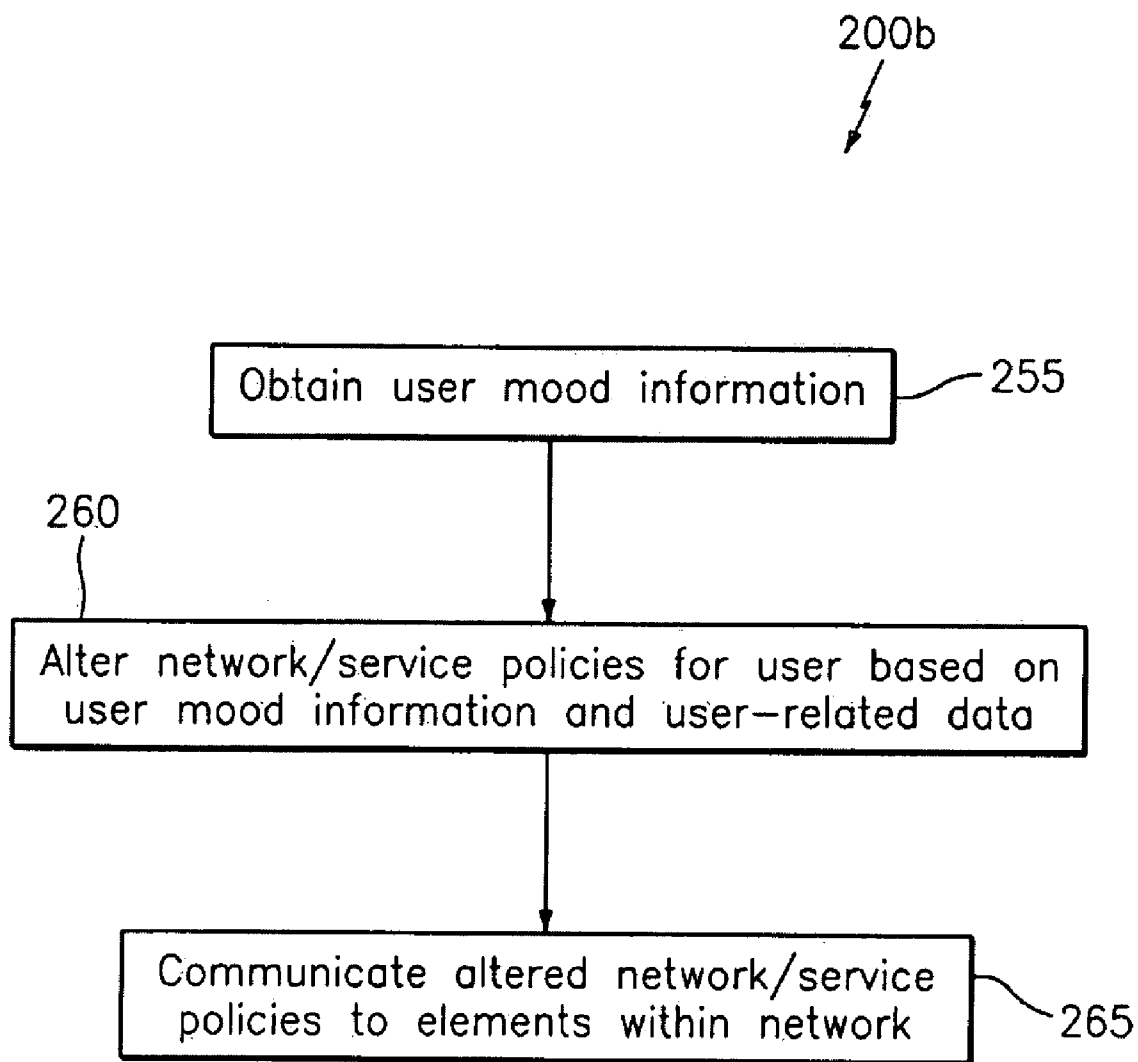 200b
Obtain user mood information
255
260
Alter network/service policies for user based on
user mood information and user-related data
Communicate altered network/service
policies to elements within network
265